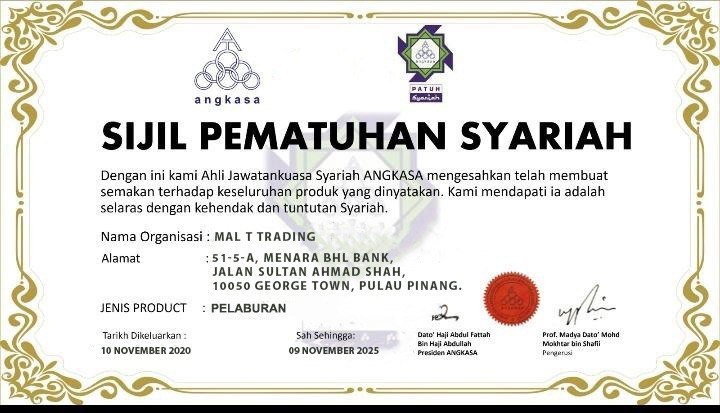 angkasa
ANGKASA
PATUH
Syariah
SIJIL PEMATUHAN SYARIAH
Dengan ini kami Ahli Jawatankuasa Syariah ANGKASA mengesahkan telah membuat
semakan terhadap keseluruhan produk yang dinyatakan. Kami mendapati ia adalah
selaras dengan kehendak dan tuntutan Syariah.
Nama Organisasi : MAL T TRADING
Alamat : 51-5-A, MENARA BHL BANK,
JALAN SULTAN AHMAD SHAH,
10050 GEORGE TOWN, PULAU PINANG.
JENIS PRODUCT : PELABURAN
Tarikh Dikeluarkan : Sah Sehingga:
10 NOVEMBER 2020 09 NOVEMBER 2025
Dato' Haji Abdul Fattah
Bin Haji Abdullah
Presiden ANGKASA
Prof. Madya Dato' Mohd
Mokhtar bin Shafii
Pengerusi